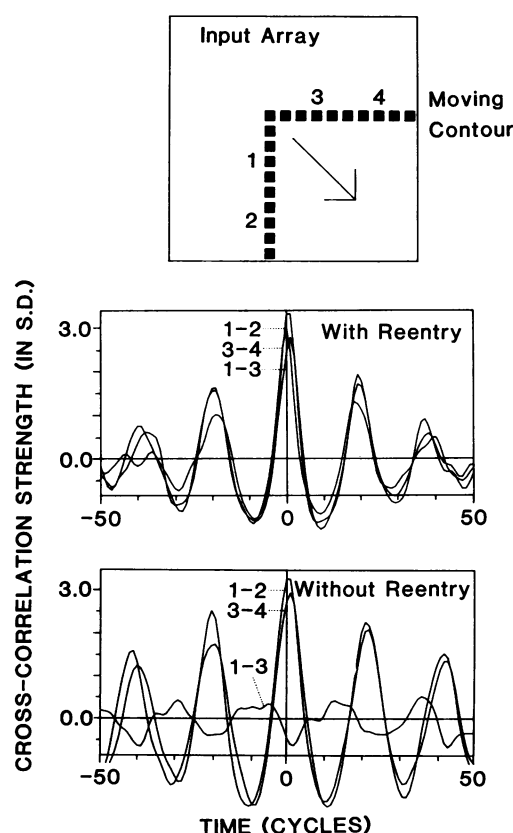 Input Array
3 4
Moving
Contour
1
2
CROSS-CORRELATION STRENGTH (IN S.D.)
3.0
0.0
1-2
3-4
1-3
With Reentry
-50 0 50
3.0
0.0
1-2
3-4
1-3
Without Reentry
-50 0 50
TIME (CYCLES)